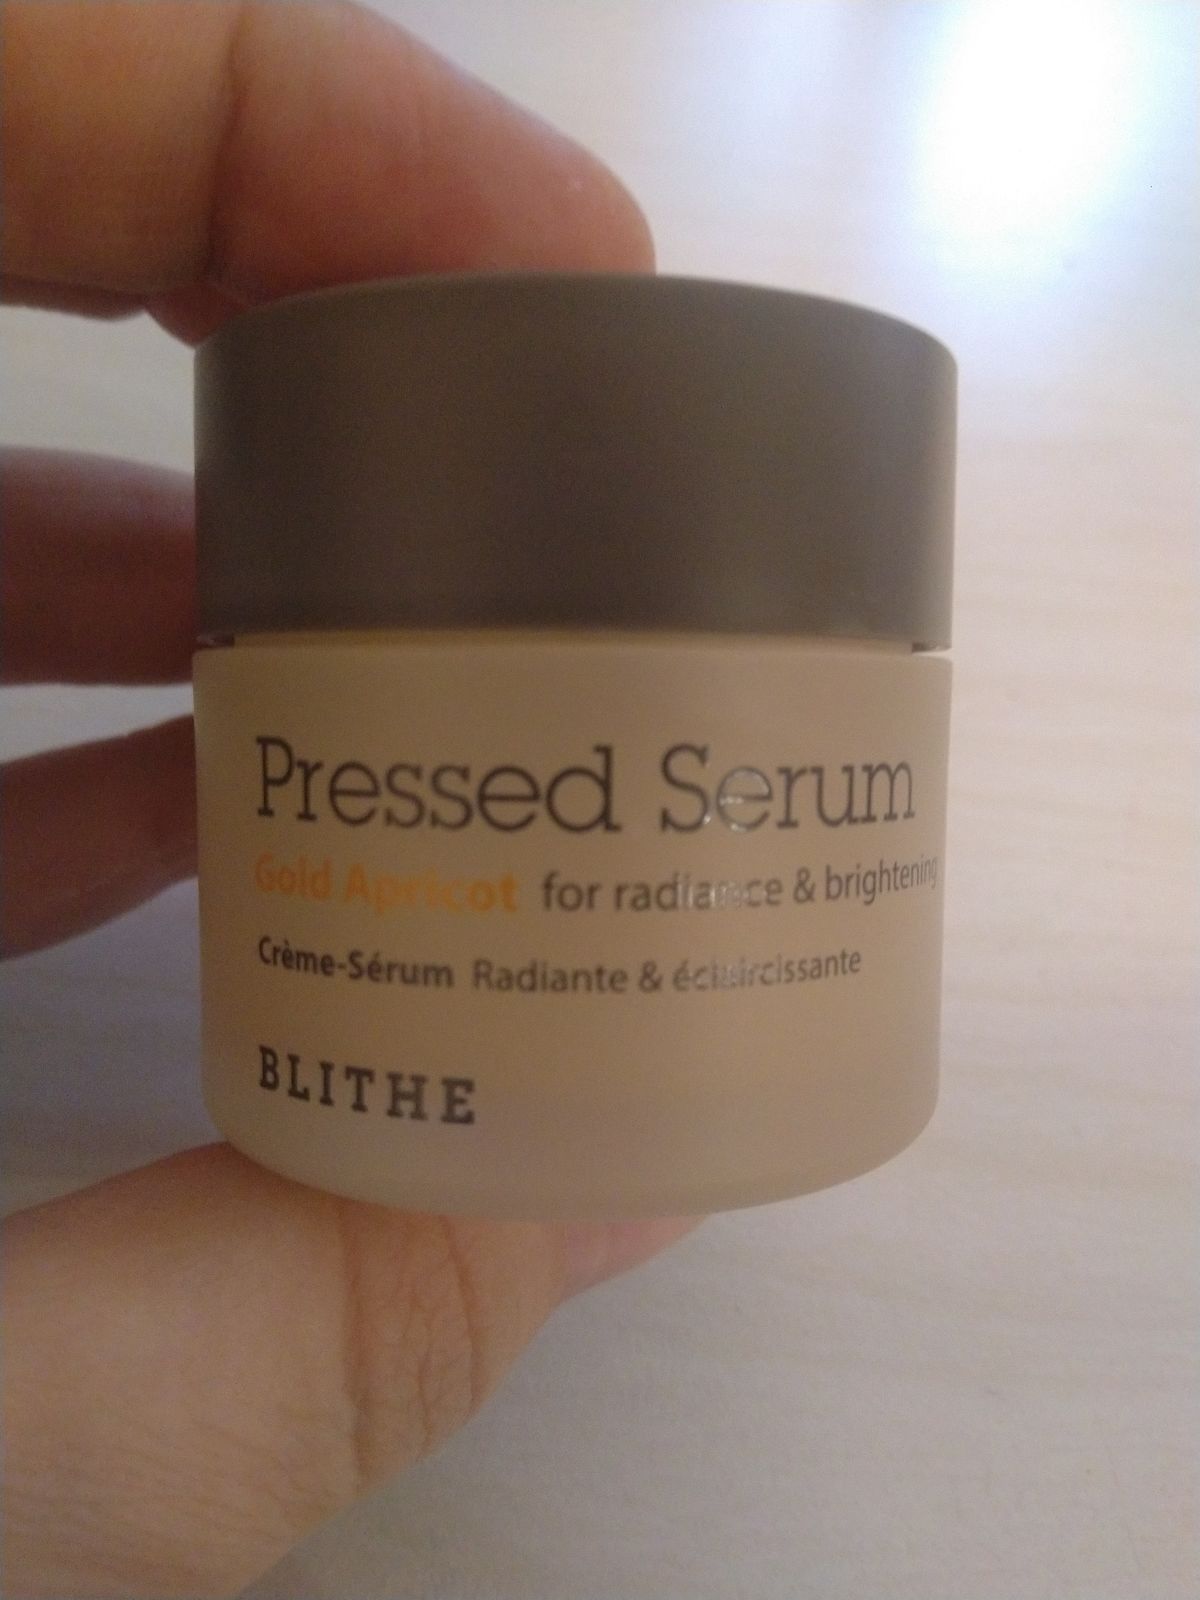 Pressed Serum
Gold Apricot for radiance & brightening
Crème-Sérum Radiante & éclaircissante
BLITHE